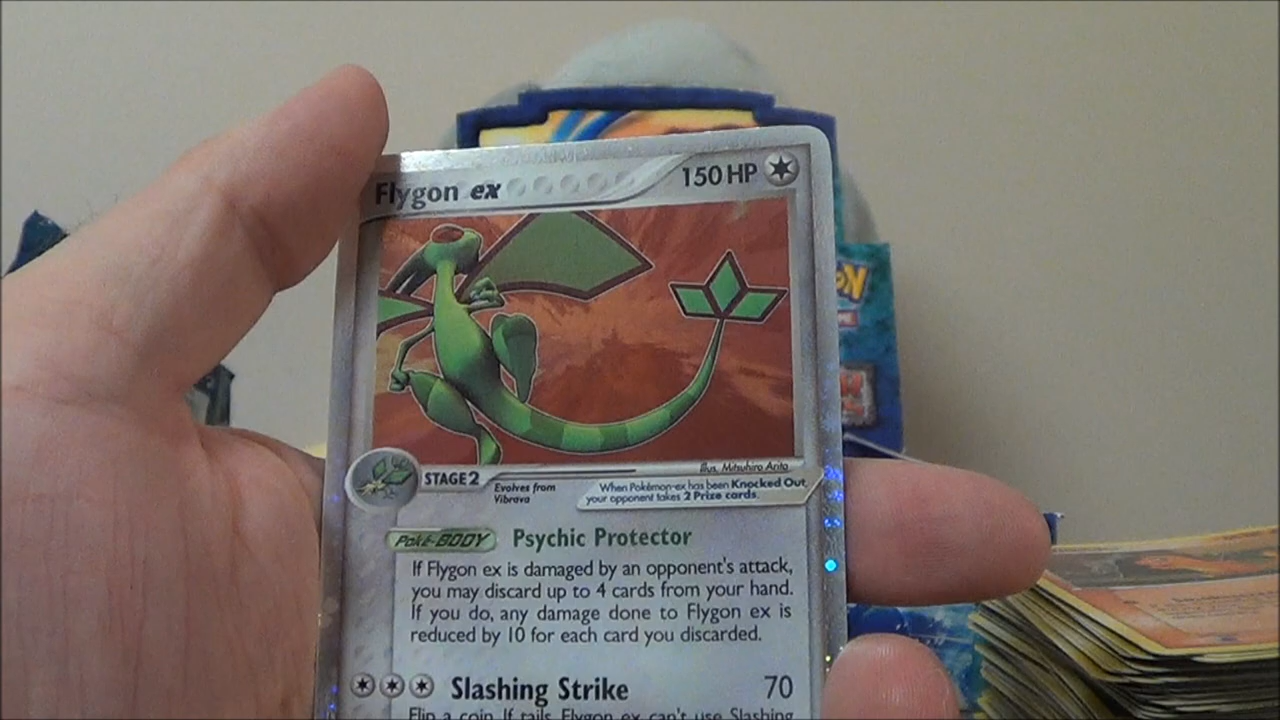 Flygon ex
150 HP
Illus. Mitsuhiro Arita
STAGE 2
Evolves from
Vibrava
When Pokémon-ex has been Knocked Out,
your opponent takes 2 Prize cards.
Poké-BODY Psychic Protector
If Flygon ex is damaged by an opponent's attack,
you may discard up to 4 cards from your hand.
If you do, any damage done to Flygon ex is
reduced by 10 for each card you discarded.
Slashing Strike 70
Flip a coin. If tails, Flygon ex can't use Slashing